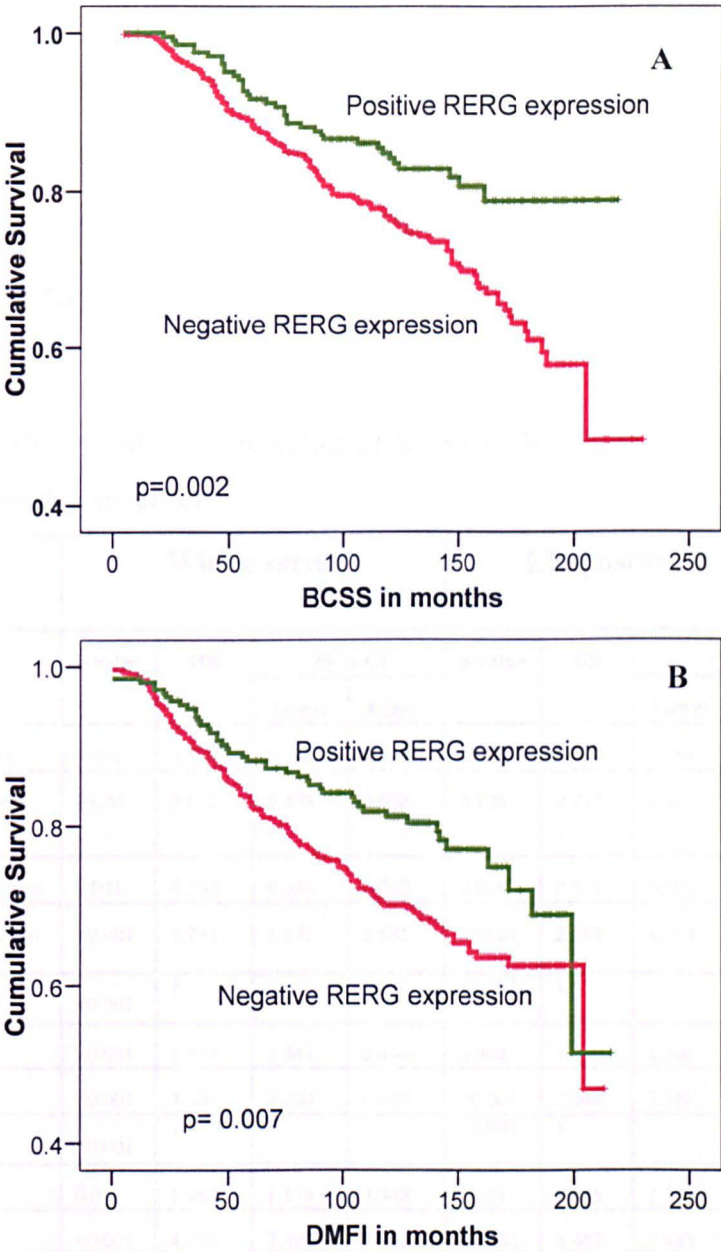 A
Positive RERG expression
Negative RERG expression
p=0.002
Cumulative Survival
1.0
0.8
0.6
0.4
0 50 100 150 200 250
BCSS in months
B
Positive RERG expression
Negative RERG expression
p= 0.007
Cumulative Survival
1.0
0.8
0.6
0.4
0 50 100 150 200 250
DMFI in months